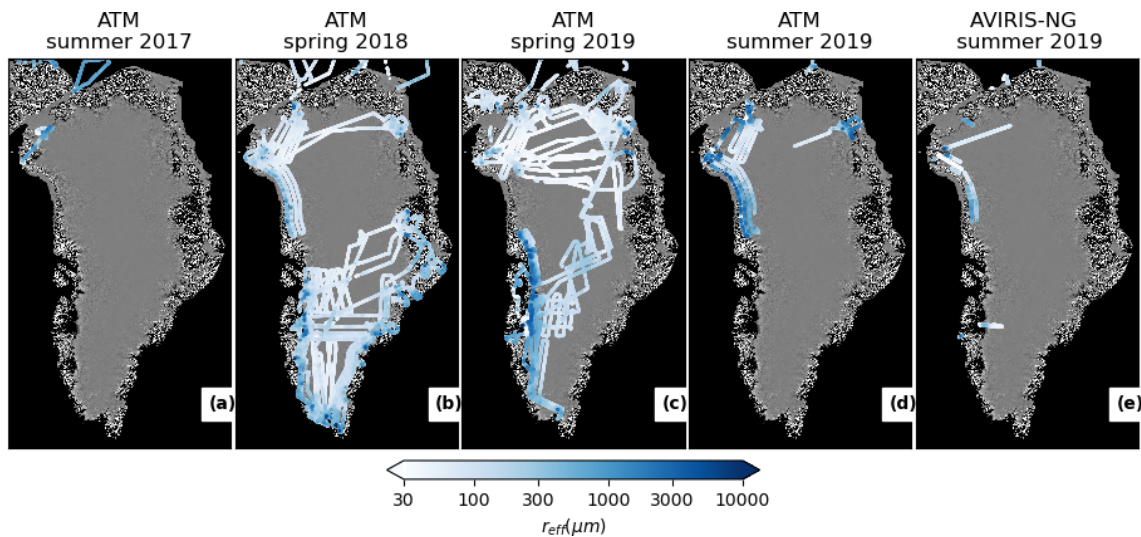 ATM
summer 2017
ATM
spring 2018
ATM
spring 2019
ATM
summer 2019
AVIRIS-NG
summer 2019
(a)
(b)
(c)
(d)
(e)
30 100 300 1000 3000 10000
r_eff(μm)